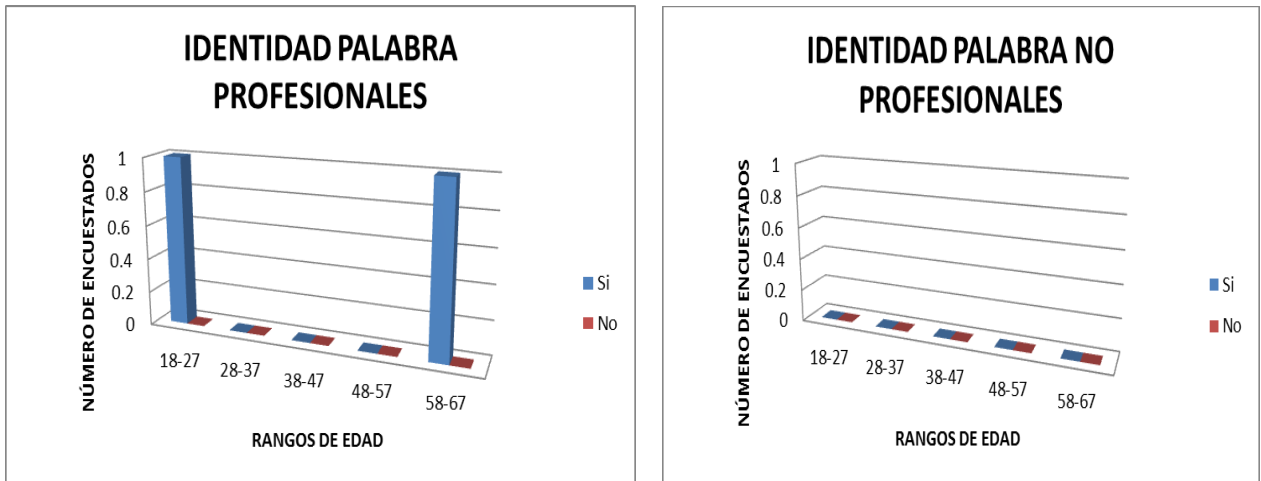 IDENTIDAD PALABRA
PROFESIONALES
NÚMERO DE ENCUESTADOS
1
0.8
0.6
0.4
0.2
0
18-27
28-37
38-47
48-57
58-67
RANGOS DE EDAD
Si
No
IDENTIDAD PALABRA NO
PROFESIONALES
NÚMERO DE ENCUESTADOS
1
0.8
0.6
0.4
0.2
0
18-27
28-37
38-47
48-57
58-67
RANGOS DE EDAD
Si
No